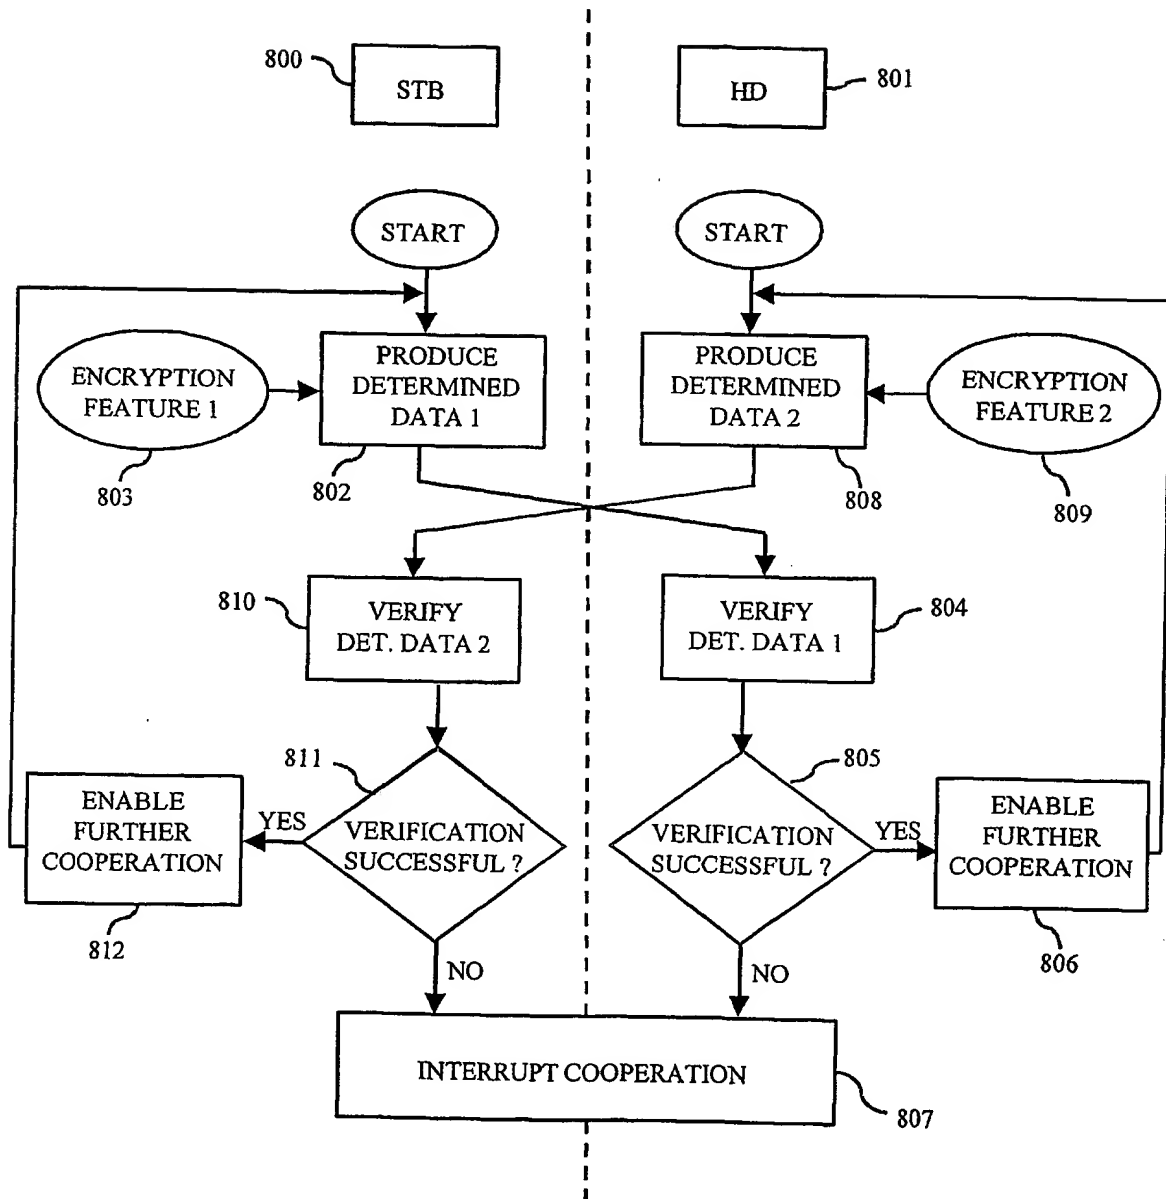 800
STB
HD
801
START
START
ENCRYPTION
FEATURE 1
803
PRODUCE
DETERMINED
DATA 1
802
PRODUCE
DETERMINED
DATA 2
808
ENCRYPTION
FEATURE 2
809
810
VERIFY
DET. DATA 2
VERIFY
DET. DATA 1
804
811
VERIFICATION
SUCCESSFUL ?
YES
ENABLE
FURTHER
COOPERATION
812
NO
805
VERIFICATION
SUCCESSFUL ?
YES
ENABLE
FURTHER
COOPERATION
806
NO
INTERRUPT COOPERATION
807